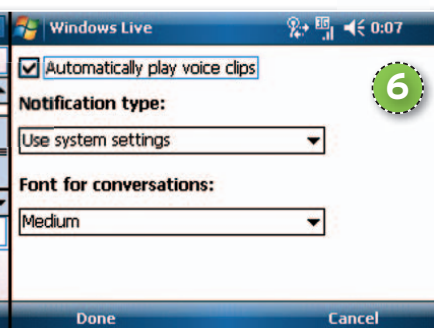 Windows Live 3G 0:07
Automatically play voice clips
6
Notification type:
Use system settings
Font for conversations:
Medium
Done Cancel